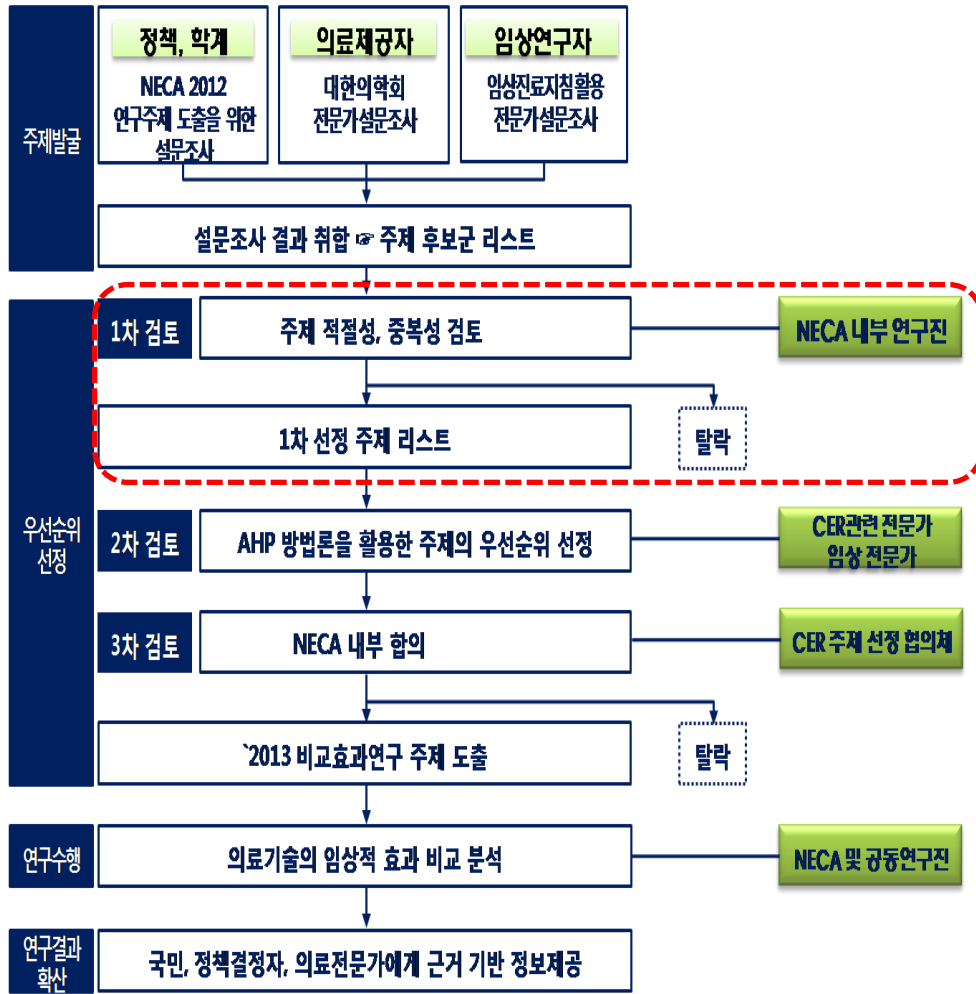 정책, 학계
NECA 2012
연구주제 도출을 위한
설문조사
의료제공자
대한의학회
전문가설문조사
임상연구자
임상진료지침활용
전문가설문조사
주제발굴
설문조사 결과 취합 ☞ 주제 후보군 리스트
우선순위
선정
1차 검토
주제 적절성, 중복성 검토
NECA 내부 연구진
1차 선정 주제 리스트
탈락
2차 검토
AHP 방법론을 활용한 주제의 우선순위 선정
CER관련 전문가
임상 전문가
3차 검토
NECA 내부 합의
CER 주제 선정 협의체
`2013 비교효과연구 주제 도출
탈락
연구수행
의료기술의 임상적 효과 비교 분석
NECA 및 공동연구진
연구결과
확산
국민, 정책결정자, 의료전문가에게 근거 기반 정보제공